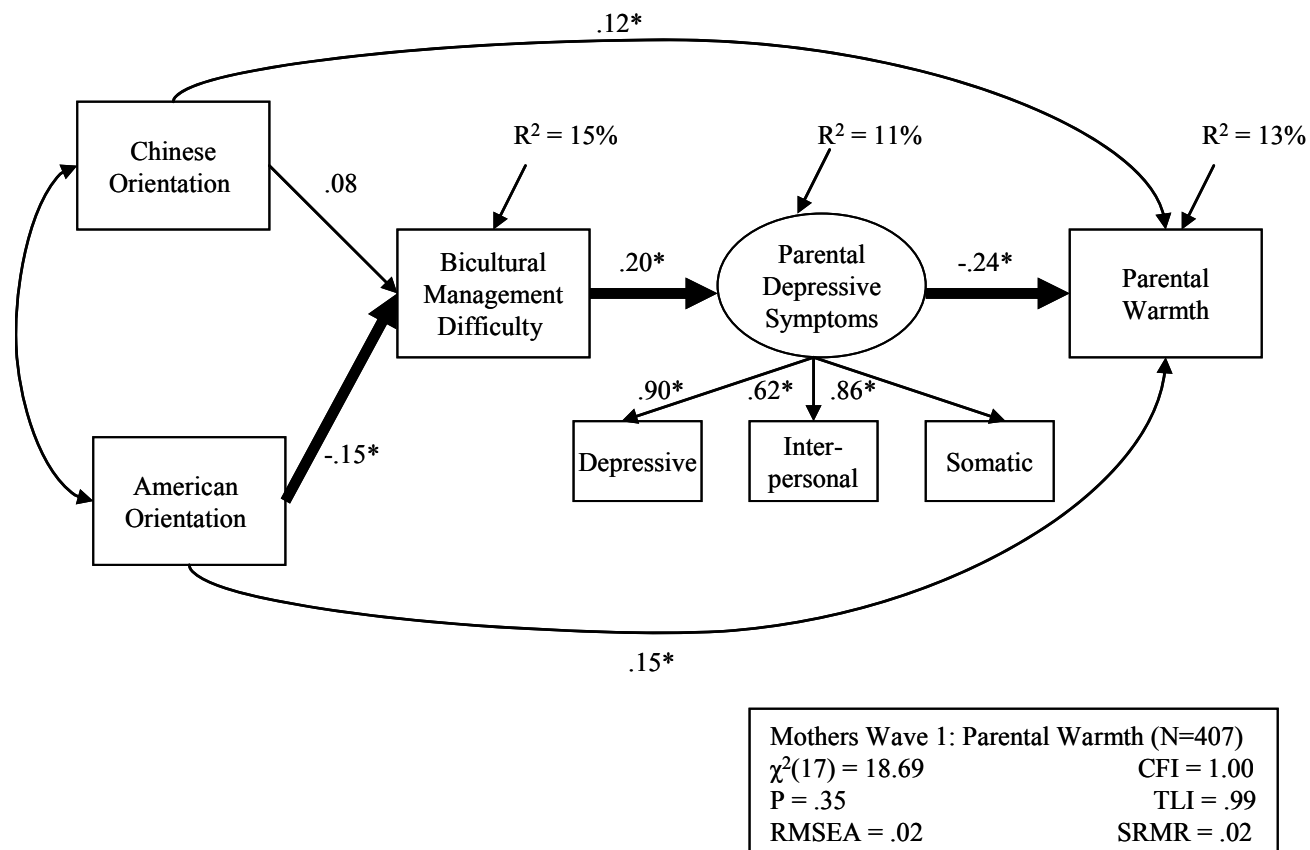 .12*
Chinese
Orientation
.08
R² = 15%
R² = 11%
R² = 13%
Bicultural
Management
Difficulty
.20*
Parental
Depressive
Symptoms
-.24*
Parental
Warmth
American
Orientation
-.15*
.90*
.62*
.86*
Depressive
Inter-
personal
Somatic
.15*
Mothers Wave 1: Parental Warmth (N=407)
χ²(17) = 18.69 CFI = 1.00
P = .35 TLI = .99
RMSEA = .02 SRMR = .02